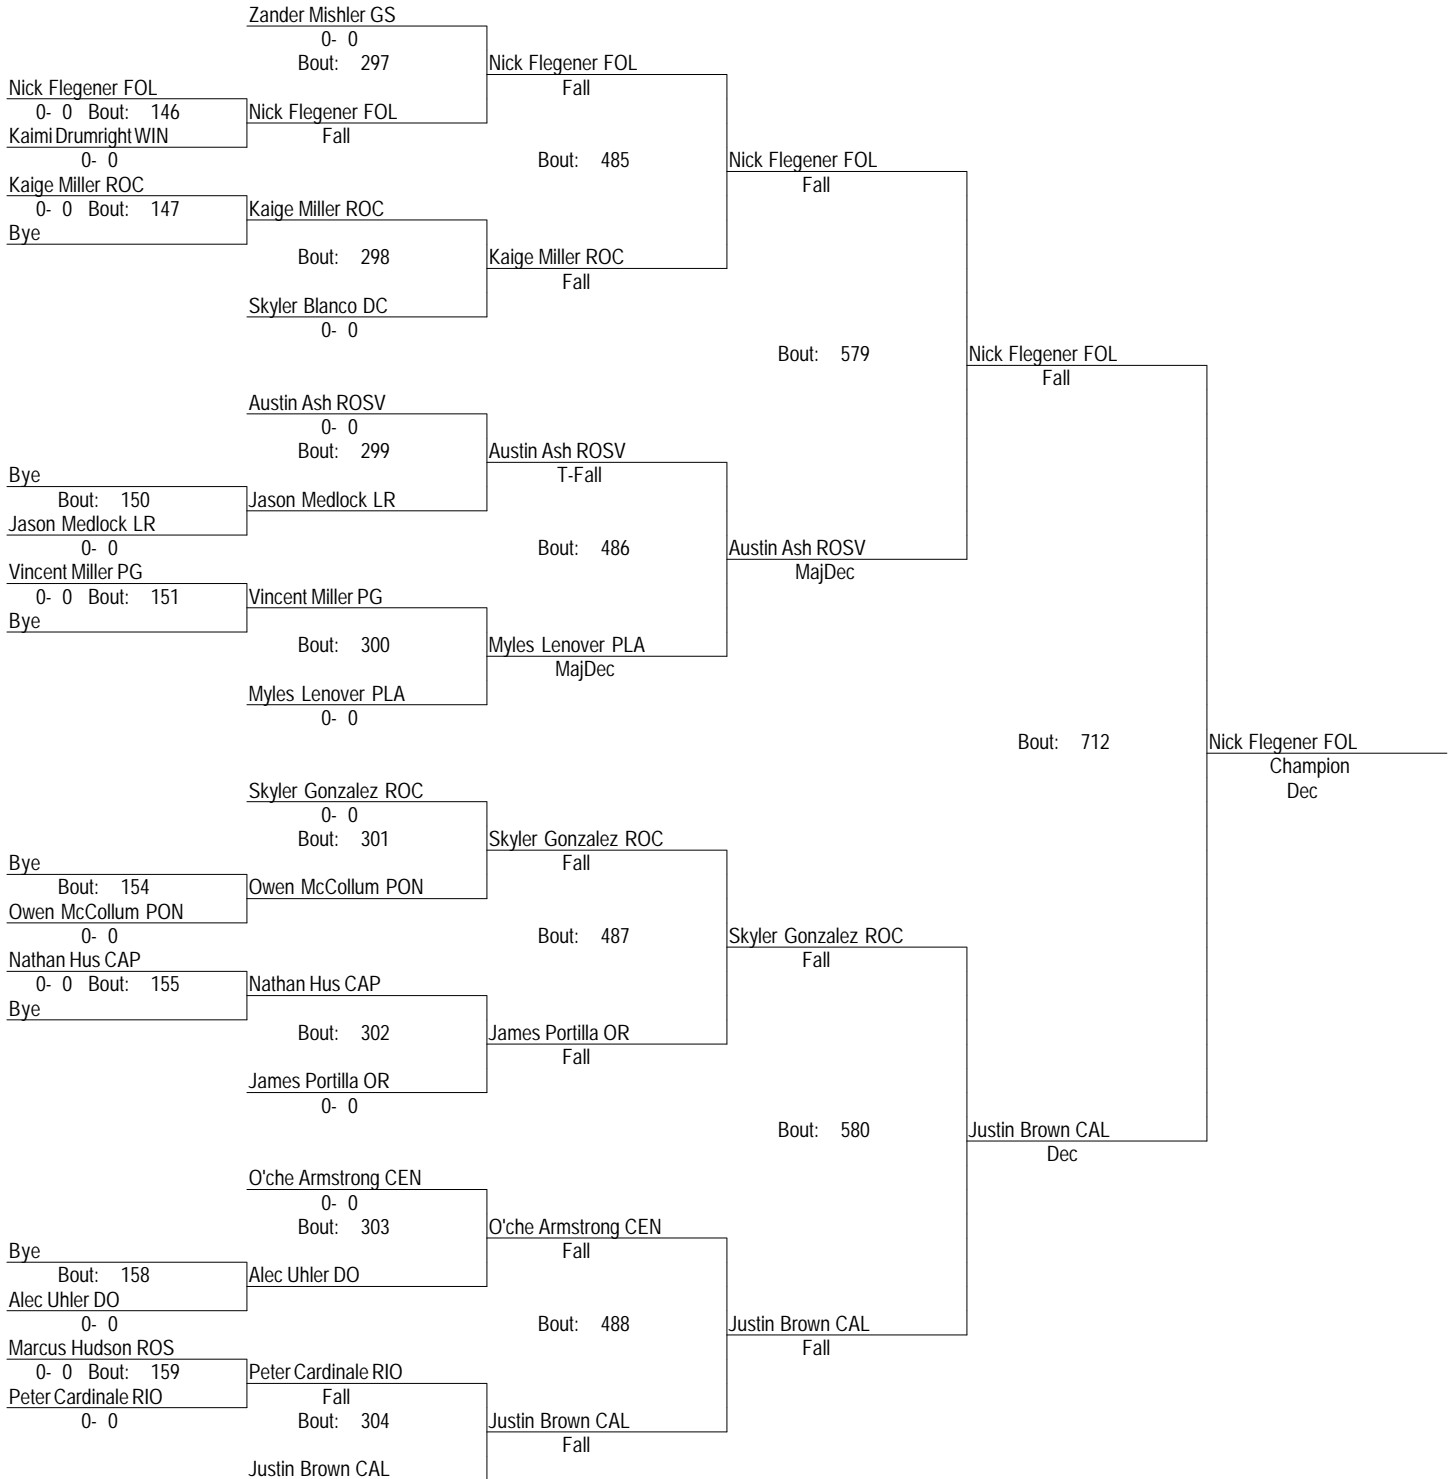 Zander Mishler GS
0- 0
Bout: 297
Nick Flegener FOL
Fall
Nick Flegener FOL
0- 0 Bout: 146
Nick Flegener FOL
Fall
Kaimi Drumright WIN
0- 0
Bout: 485
Nick Flegener FOL
Fall
Kaige Miller ROC
0- 0 Bout: 147
Kaige Miller ROC
Bye
Bout: 298
Kaige Miller ROC
Fall
Skyler Blanco DC
0- 0
Bout: 579
Nick Flegener FOL
Fall
Austin Ash ROSV
0- 0
Bout: 299
Austin Ash ROSV
T-Fall
Bye
Bout: 150
Jason Medlock LR
Jason Medlock LR
0- 0
Bout: 486
Austin Ash ROSV
MajDec
Vincent Miller PG
0- 0 Bout: 151
Vincent Miller PG
Bye
Bout: 300
Myles Lenover PLA
MajDec
Myles Lenover PLA
0- 0
Bout: 712
Nick Flegener FOL
Champion
Dec
Skyler Gonzalez ROC
0- 0
Bout: 301
Skyler Gonzalez ROC
Fall
Bye
Bout: 154
Owen McCollum PON
Owen McCollum PON
0- 0
Bout: 487
Skyler Gonzalez ROC
Fall
Nathan Hus CAP
0- 0 Bout: 155
Nathan Hus CAP
Bye
Bout: 302
James Portilla OR
Fall
James Portilla OR
0- 0
Bout: 580
Justin Brown CAL
Dec
O'che Armstrong CEN
0- 0
Bout: 303
O'che Armstrong CEN
Fall
Bye
Bout: 158
Alec Uhler DO
Alec Uhler DO
0- 0
Bout: 488
Justin Brown CAL
Fall
Marcus Hudson ROS
0- 0 Bout: 159
Peter Cardinale RIO
Fall
Peter Cardinale RIO
0- 0
Bout: 304
Justin Brown CAL
Fall
Justin Brown CAL